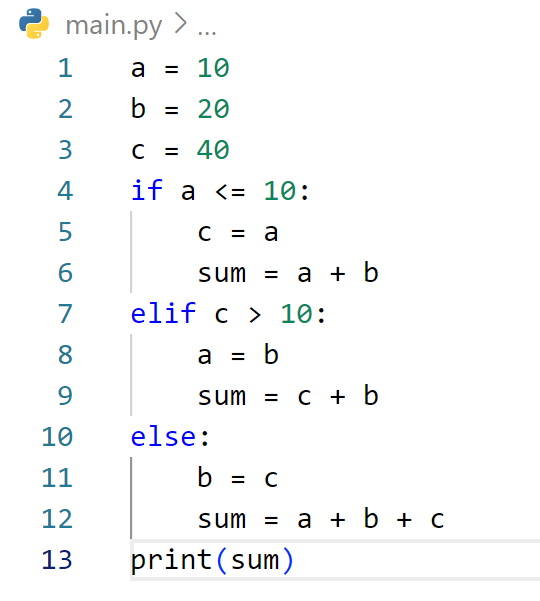 main.py > ...
1 a = 10
2 b = 20
3 c = 40
4 if a <= 10:
5     c = a
6     sum = a + b
7 elif c > 10:
8     a = b
9     sum = c + b
10 else:
11     b = c
12     sum = a + b + c
13 print(sum)